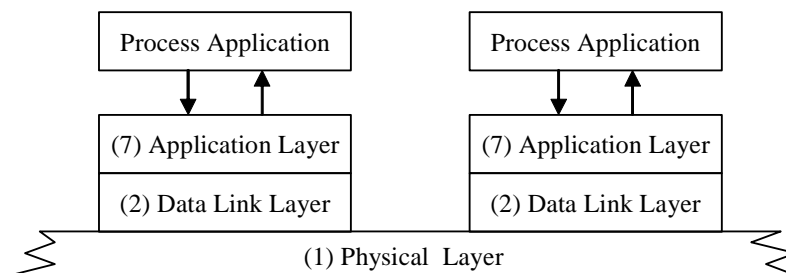 Process Application
Process Application
(7) Application Layer
(7) Application Layer
(2) Data Link Layer
(2) Data Link Layer
(1) Physical Layer